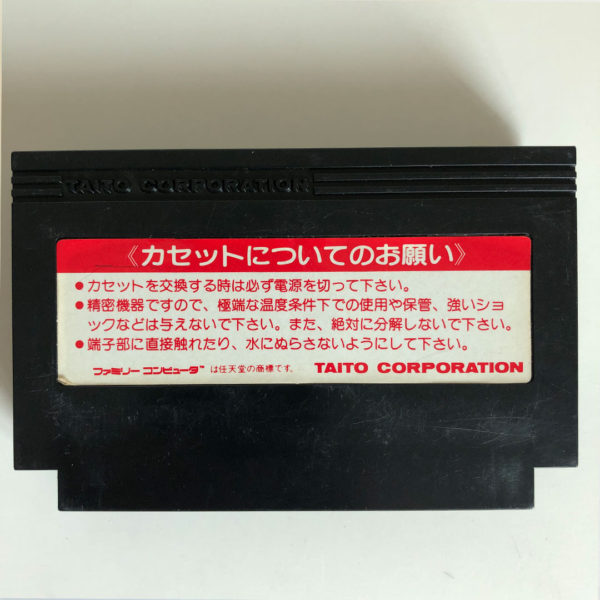 TAITO CORPORATION
《カセットについてのお願い》
●カセットを交換する時は必ず電源を切って下さい。
●精密機器ですので、極端な温度条件下での使用や保管、強いショ
ックなどは与えないで下さい。また、絶対に分解しないで下さい。
●端子部に直接触れたり、水にぬらさないようにして下さい。
ファミリーコンピュータ™は任天堂の商標です。 TAITO CORPORATION